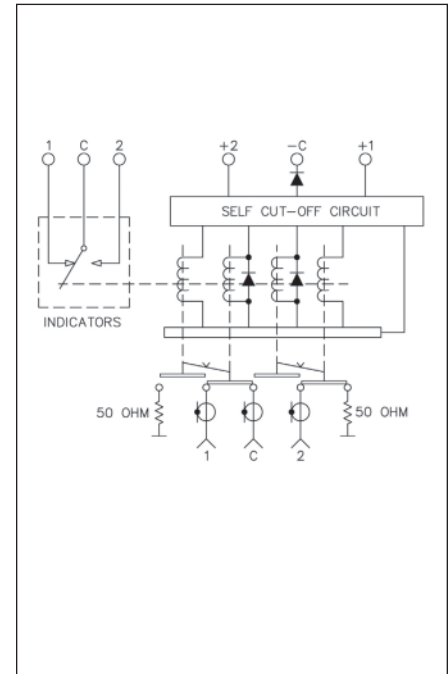 1 C 2 +2 -C +1
SELF CUT-OFF CIRCUIT
INDICATORS
50 OHM 50 OHM
1 C 2